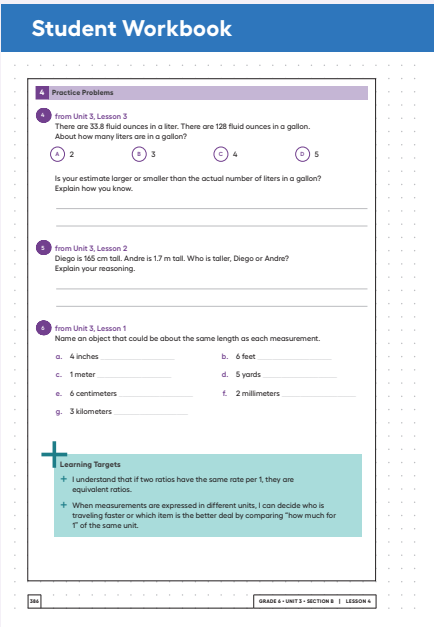 Student Workbook
4 Practice Problems
4 from Unit 3, Lesson 3
There are 33.8 fluid ounces in a liter. There are 128 fluid ounces in a gallon.
About how many liters are in a gallon?
A 2 B 3 C 4 D 5
Is your estimate larger or smaller than the actual number of liters in a gallon?
Explain how you know.
5 from Unit 3, Lesson 2
Diego is 165 cm tall. Andre is 1.7 m tall. Who is taller, Diego or Andre?
Explain your reasoning.
6 from Unit 3, Lesson 1
Name an object that could be about the same length as each measurement.
a. 4 inches b. 6 feet
c. 1 meter d. 5 yards
e. 6 centimeters f. 2 millimeters
g. 3 kilometers
Learning Targets
+ I understand that if two ratios have the same rate per 1, they are
equivalent ratios.
+ When measurements are expressed in different units, I can decide who is
traveling faster or which item is the better deal by comparing "how much for
1" of the same unit.
386 GRADE 6 • UNIT 3 • SECTION B | LESSON 4